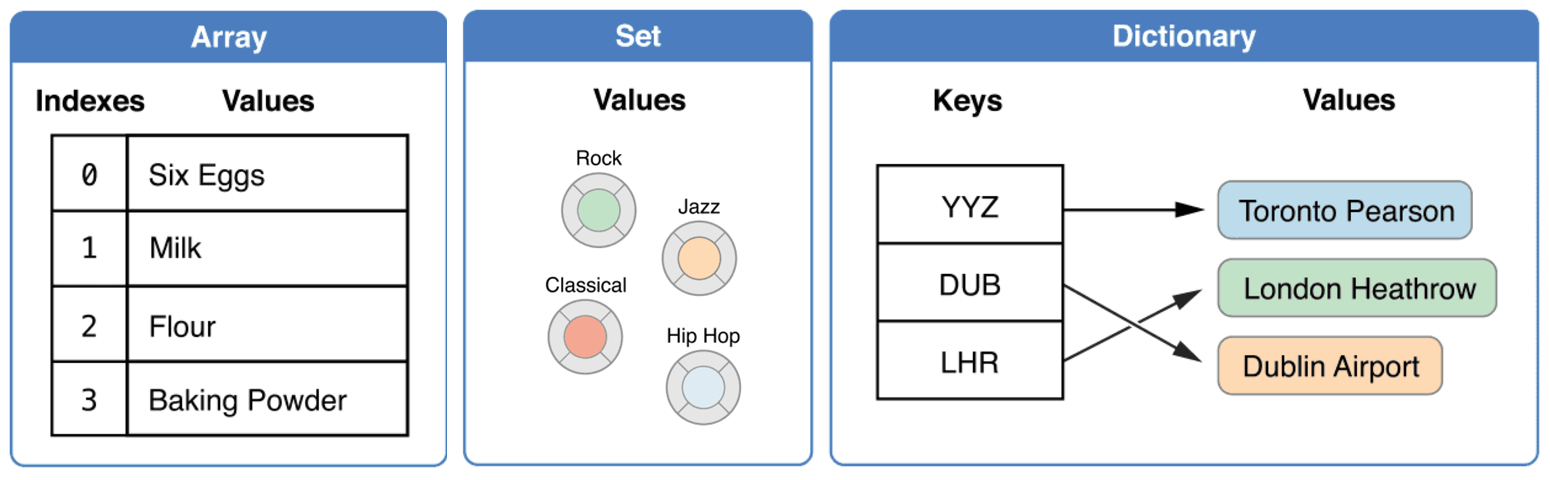 Array
Indexes Values
0 Six Eggs
1 Milk
2 Flour
3 Baking Powder
Set
Values
Rock
Jazz
Classical
Hip Hop
Dictionary
Keys Values
YYZ Toronto Pearson
DUB London Heathrow
LHR Dublin Airport